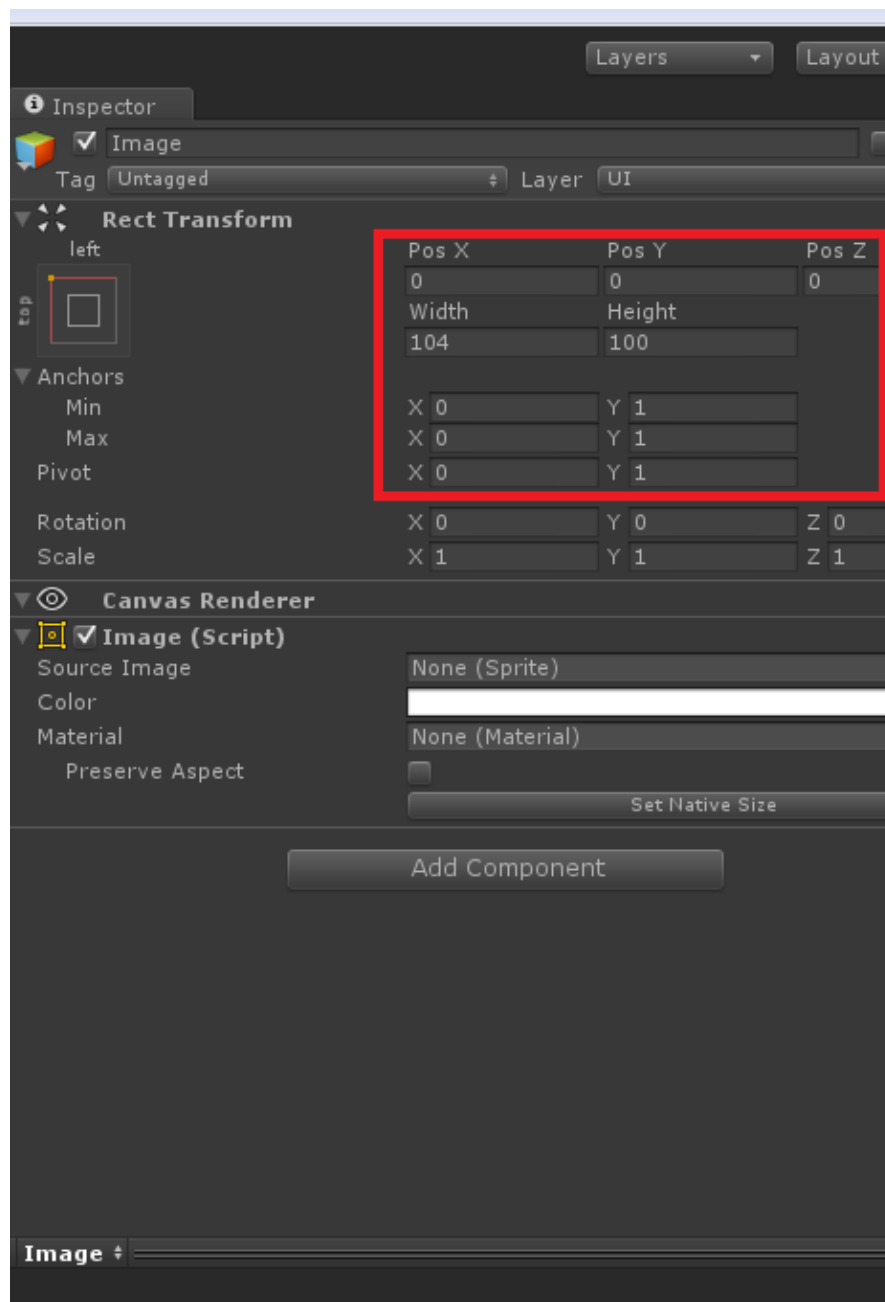 Layers Layout
Inspector
Image
Tag Untagged Layer UI
Rect Transform
left Pos X Pos Y Pos Z
0 0 0
top
Width Height
104 100
Anchors
Min X 0 Y 1
Max X 0 Y 1
Pivot X 0 Y 1
Rotation X 0 Y 0 Z 0
Scale X 1 Y 1 Z 1
Canvas Renderer
Image (Script)
Source Image None (Sprite)
Color
Material None (Material)
Preserve Aspect
Set Native Size
Add Component
Image